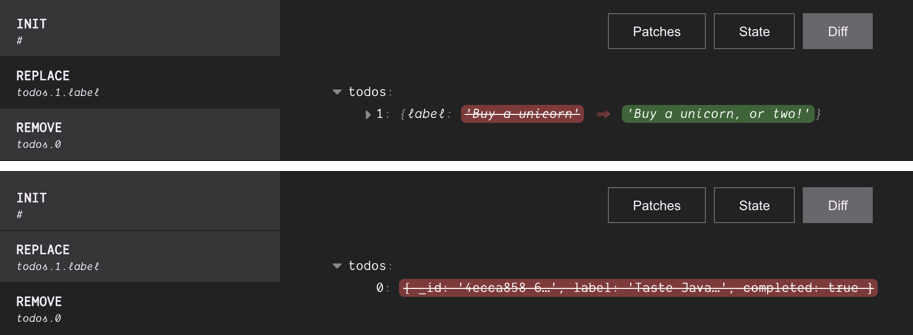 INIT
#
REPLACE
todos.1.label
REMOVE
todos.0
Patches State Diff
todos:
1: {label: 'Buy a unicorn' ⇒ 'Buy a unicorn, or two!'}
INIT
#
REPLACE
todos.1.label
REMOVE
todos.0
Patches State Diff
todos:
0: { _id: '4ecca858-6…', label: 'Taste Java…', completed: true }